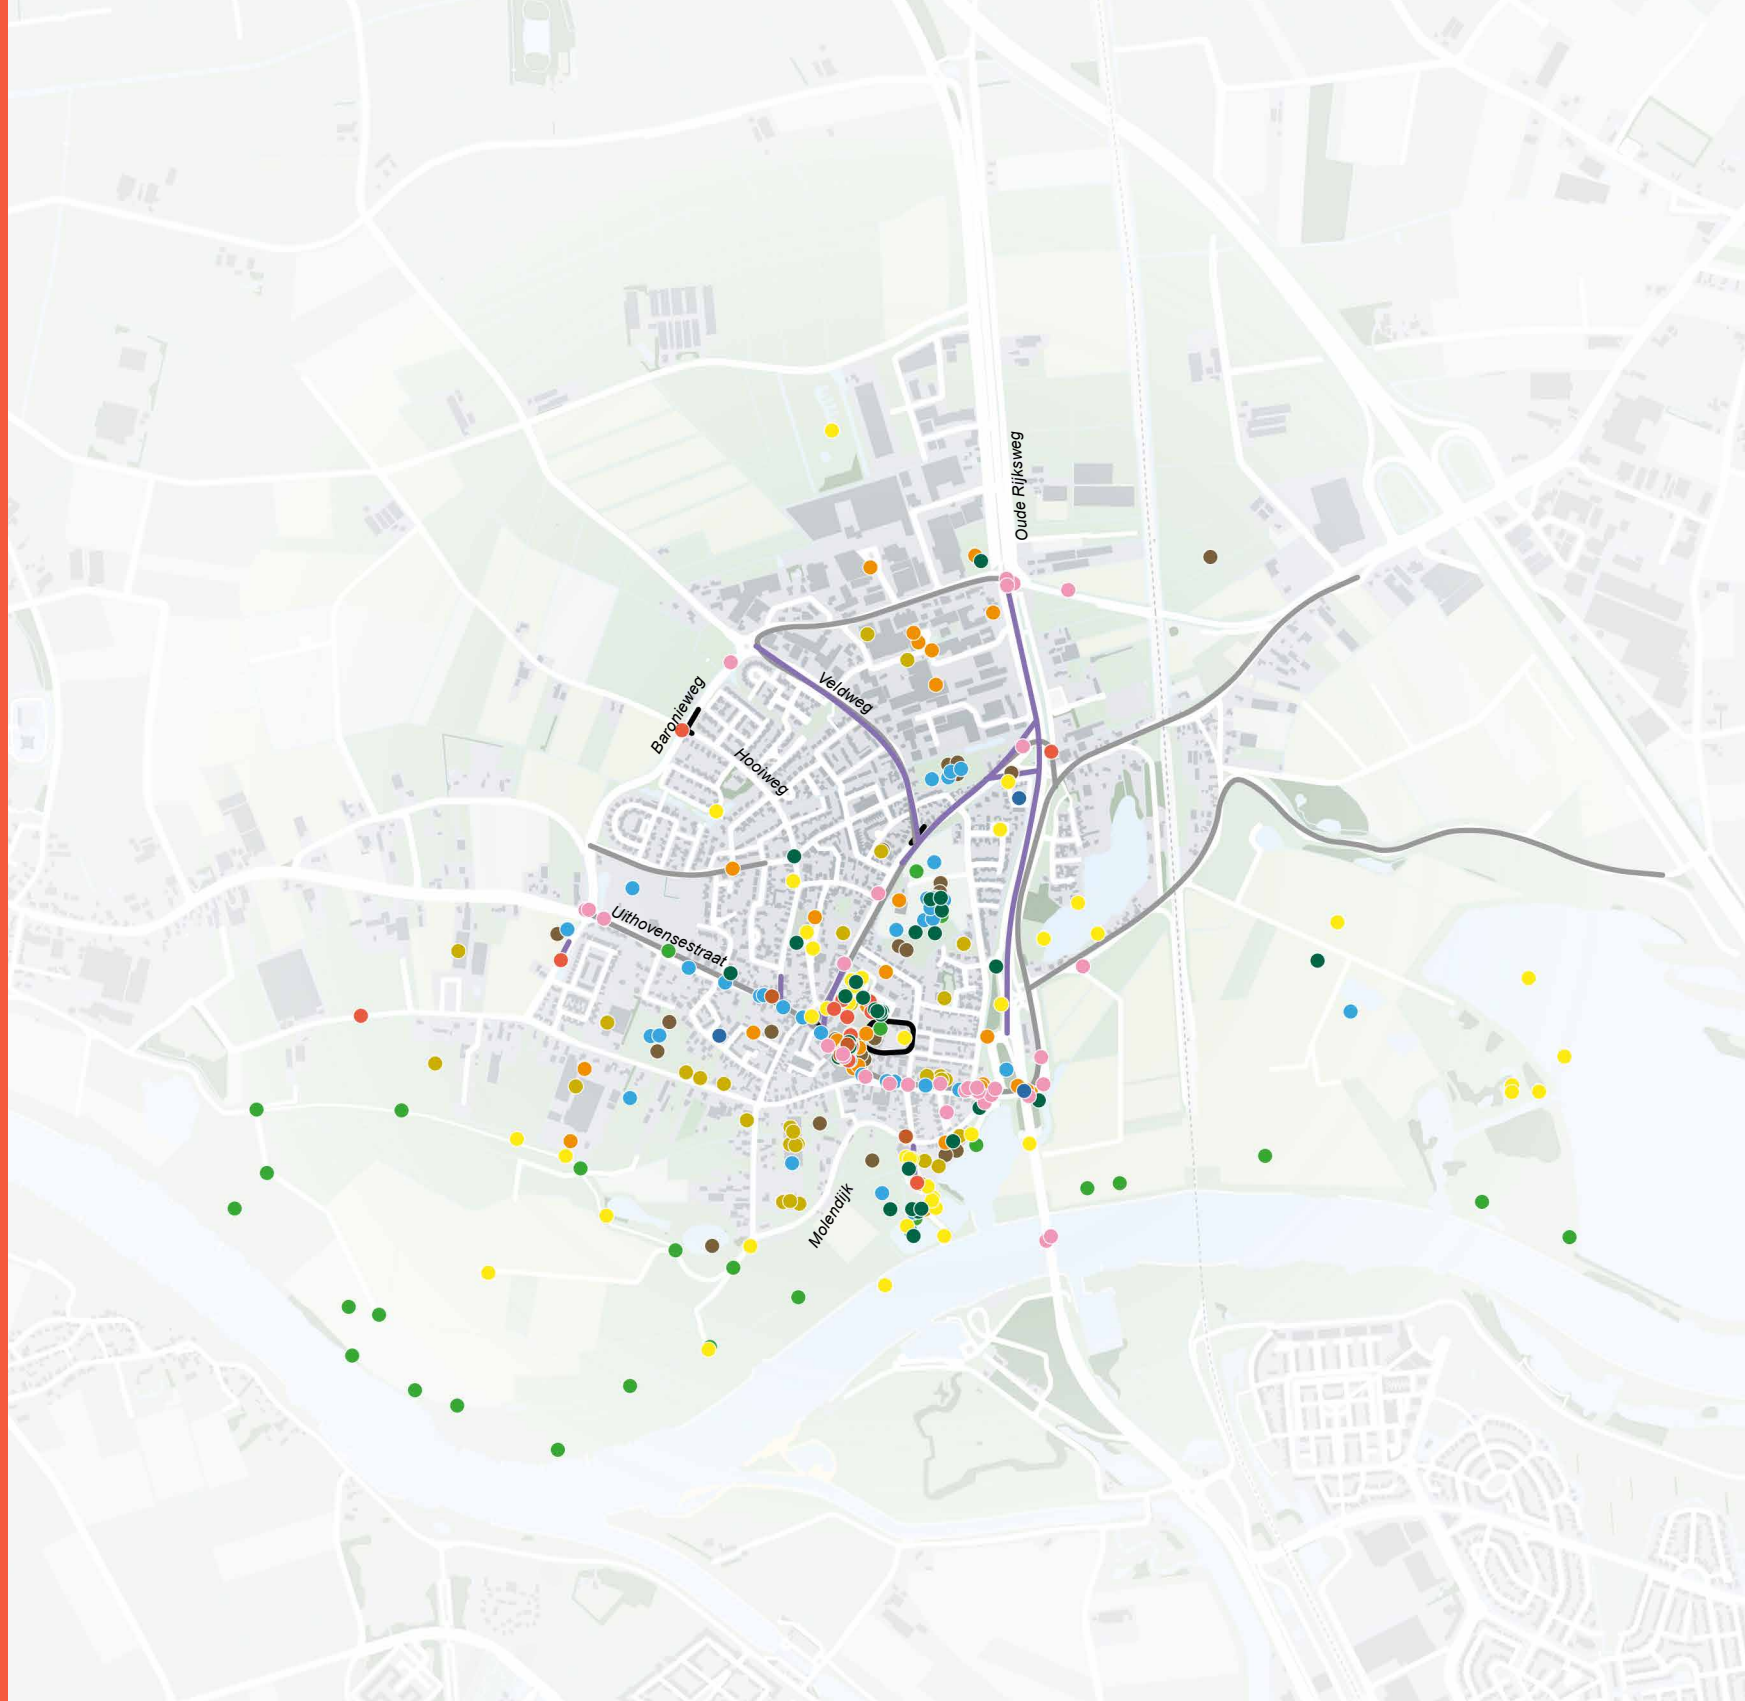 Oude Rijksweg
Veldweg
Baronieweg
Hooiweg
Uithovensestraat
Molendijk